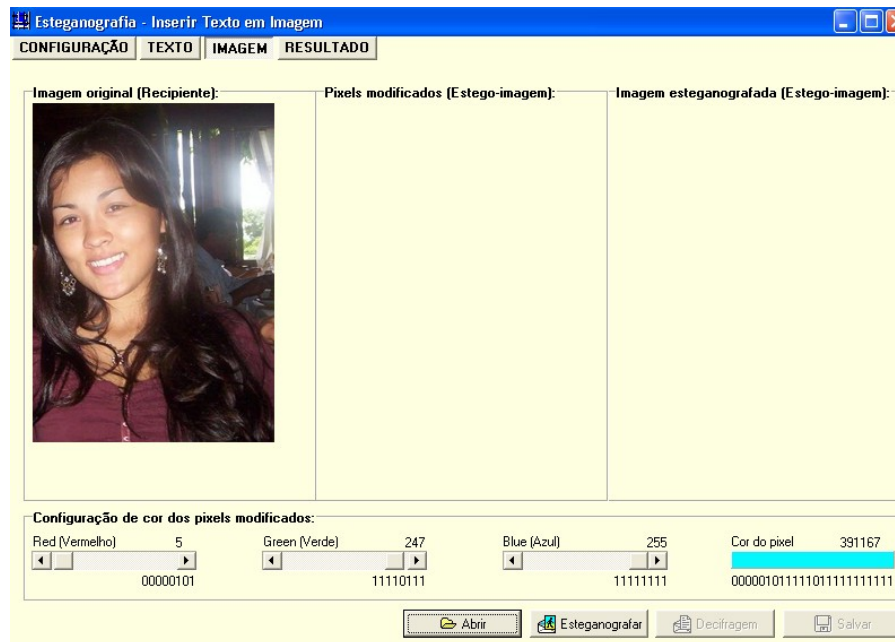 Esteganografia - Inserir Texto em Imagem
CONFIGURAÇÃO TEXTO IMAGEM RESULTADO
Imagem original (Recipiente): Pixels modificados (Estego-imagem): Imagem esteganografada (Estego-imagem):
Configuração de cor dos pixels modificados:
Red (Vermelho) 5 Green (Verde) 247 Blue (Azul) 255 Cor do pixel 391167
00000101 11110111 11111111 000001011111011111111111
Abrir Esteganografar Decifragem Salvar